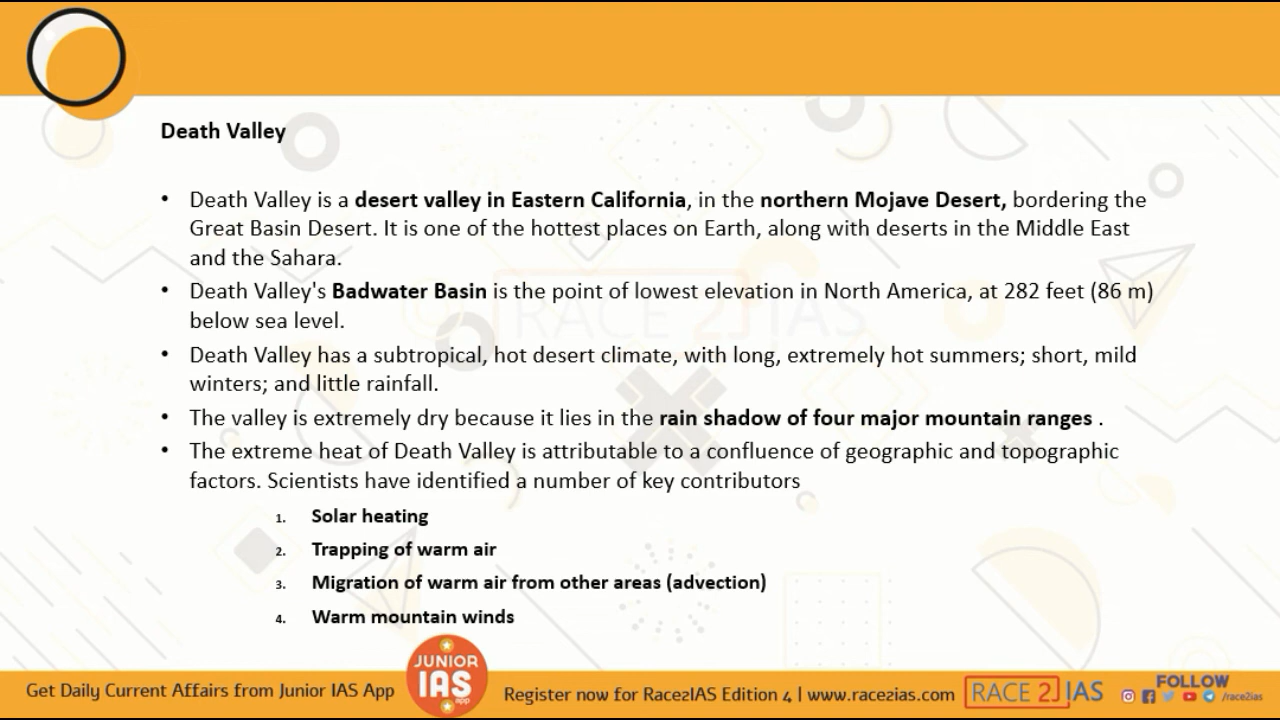 Death Valley
• Death Valley is a desert valley in Eastern California, in the northern Mojave Desert, bordering the
Great Basin Desert. It is one of the hottest places on Earth, along with deserts in the Middle East
and the Sahara.
• Death Valley's Badwater Basin is the point of lowest elevation in North America, at 282 feet (86 m)
below sea level.
• Death Valley has a subtropical, hot desert climate, with long, extremely hot summers; short, mild
winters; and little rainfall.
• The valley is extremely dry because it lies in the rain shadow of four major mountain ranges .
• The extreme heat of Death Valley is attributable to a confluence of geographic and topographic
factors. Scientists have identified a number of key contributors
1. Solar heating
2. Trapping of warm air
3. Migration of warm air from other areas (advection)
4. Warm mountain winds
RACE 2 IAS
Get Daily Current Affairs from Junior IAS App
JUNIOR
IAS
app
Register now for Race2IAS Edition 4 | www.race2ias.com
RACE 2 IAS
FOLLOW
/race2ias